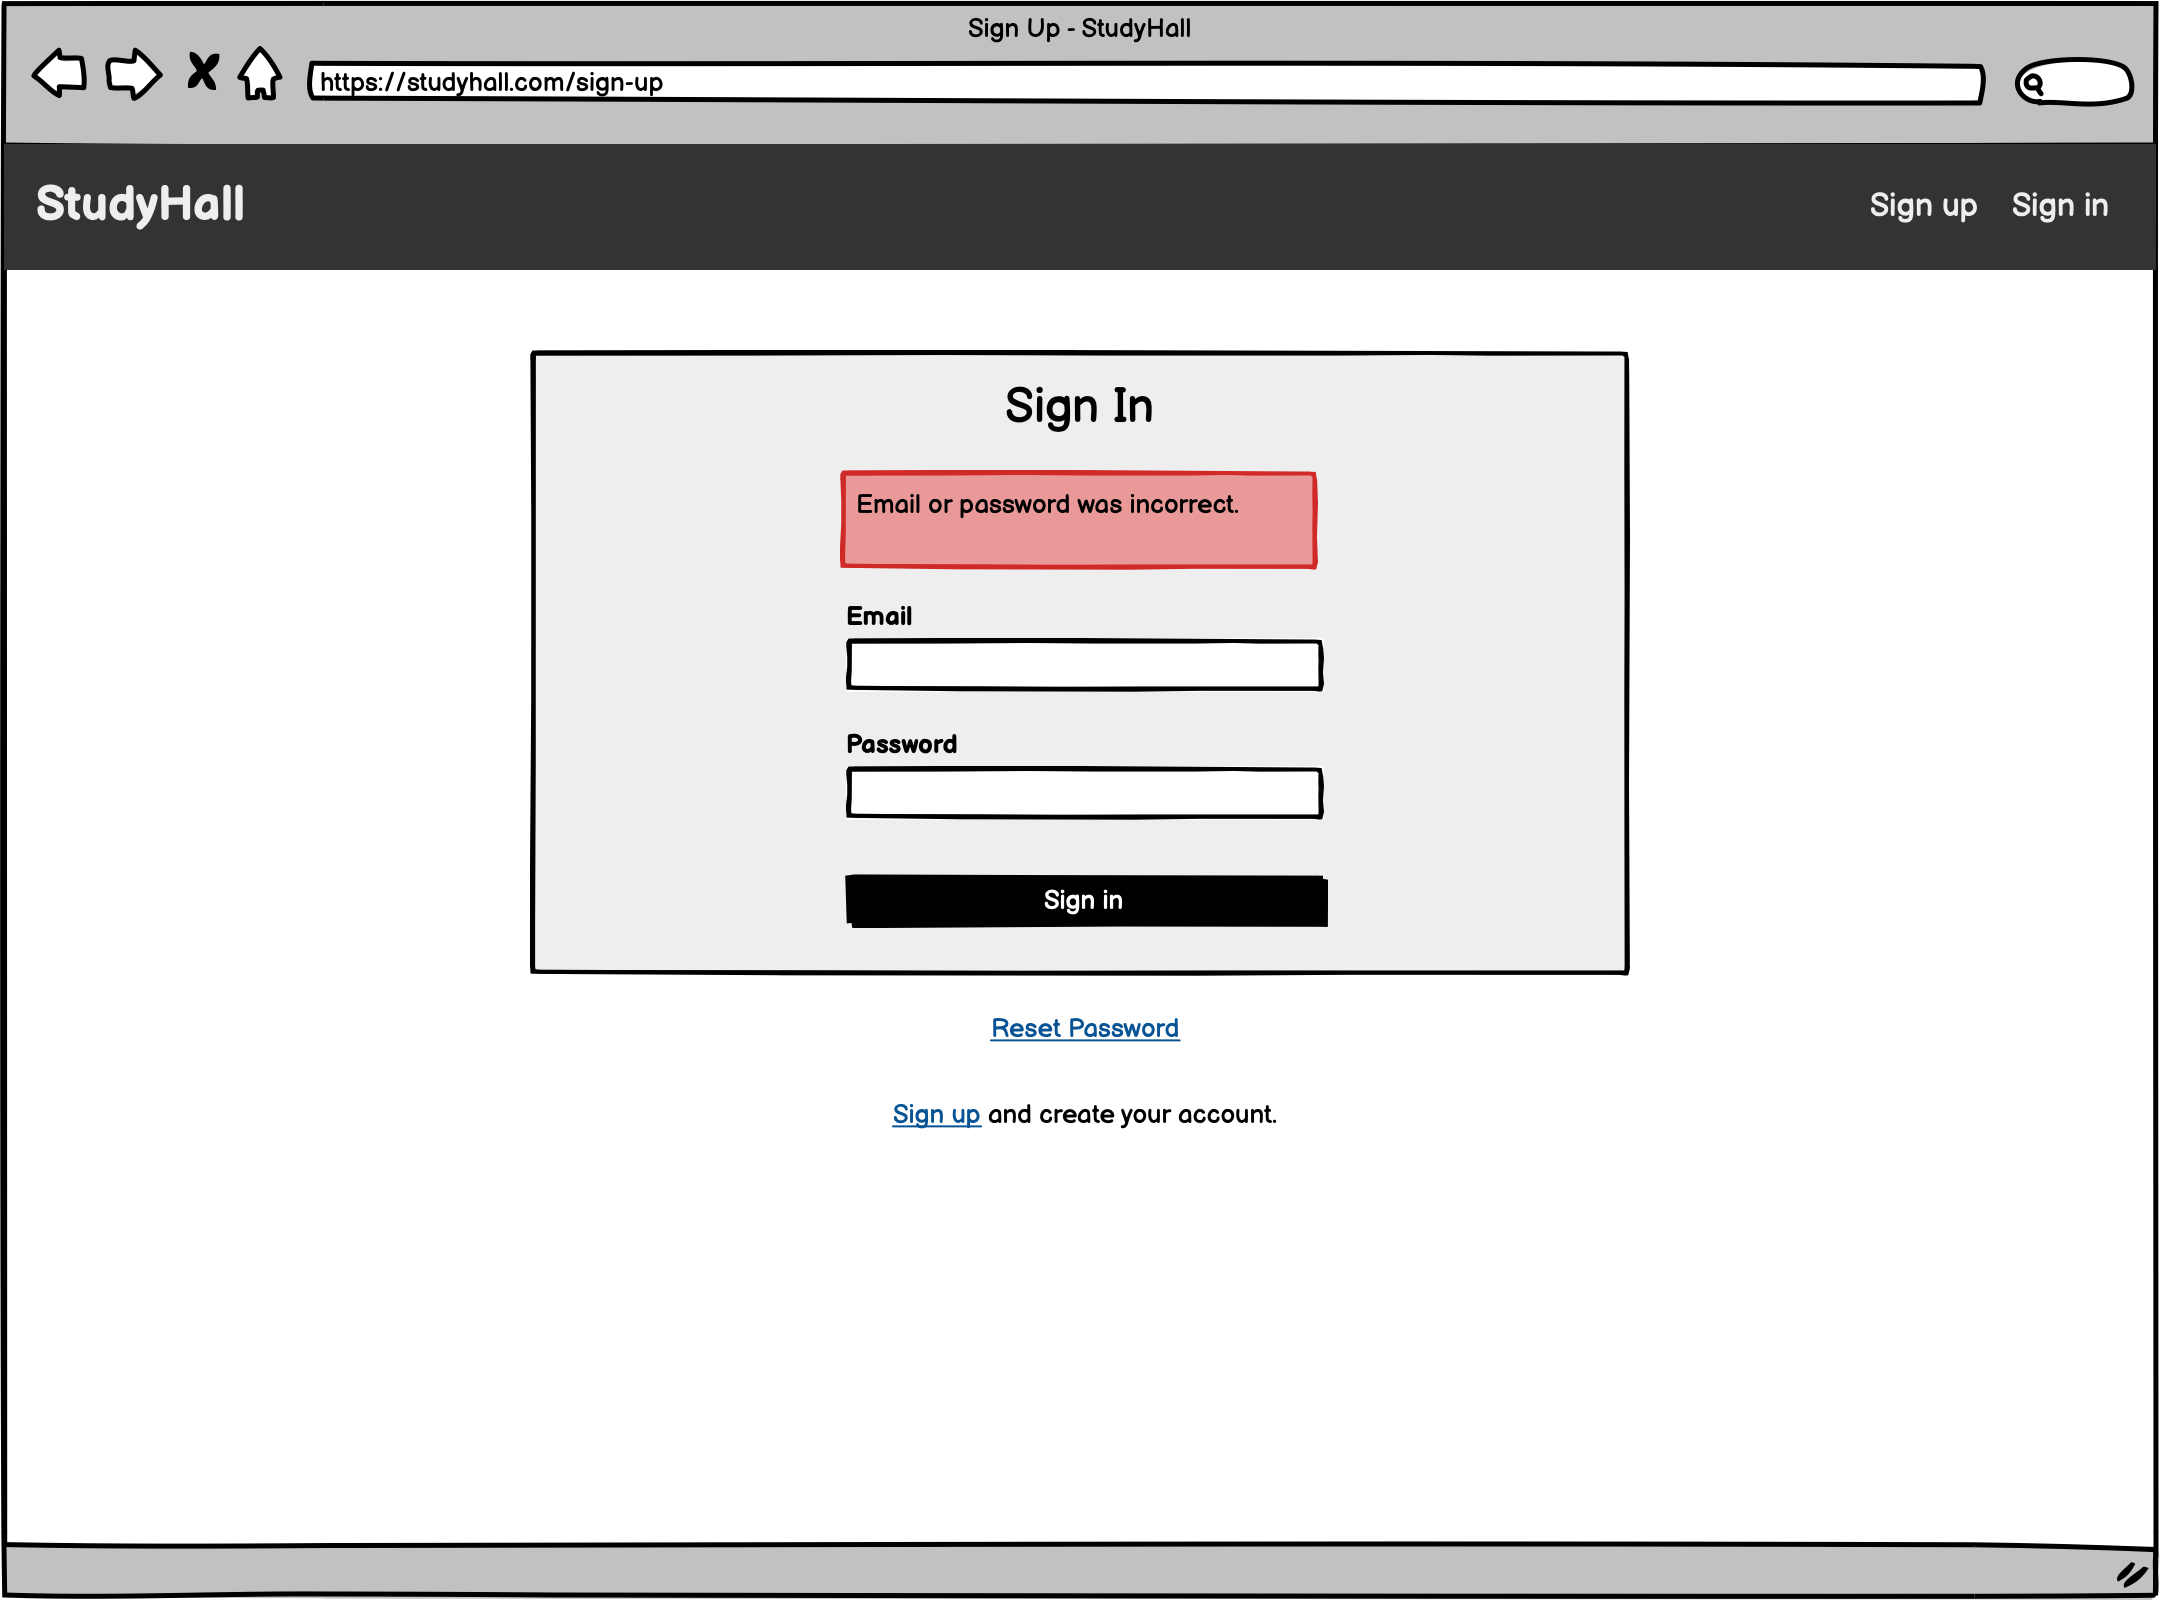 Sign Up - StudyHall
https://studyhall.com/sign-up
StudyHall
Sign up
Sign in
Sign In
Email or password was incorrect.
Email
Password
Sign in
Reset Password
Sign up and create your account.